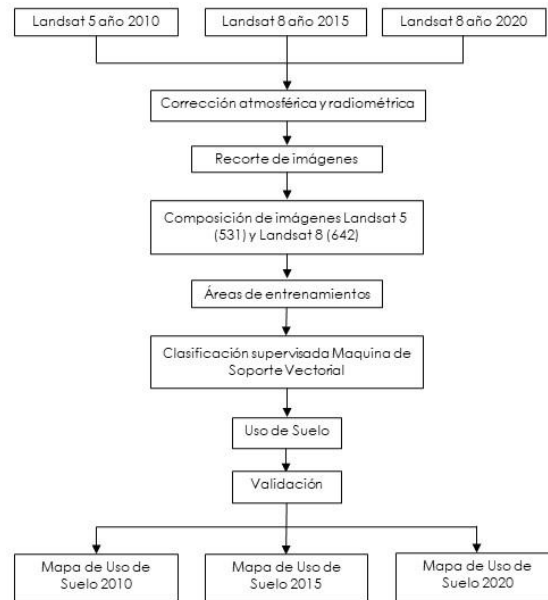 Landsat 5 año 2010
Landsat 8 año 2015
Landsat 8 año 2020
Corrección atmosférica y radiométrica
Recorte de imágenes
Composición de imágenes Landsat 5
(531) y Landsat 8 (642)
Áreas de entrenamientos
Clasificación supervisada Maquina de
Soporte Vectorial
Uso de Suelo
Validación
Mapa de Uso de
Suelo 2010
Mapa de Uso de
Suelo 2015
Mapa de Uso de
Suelo 2020